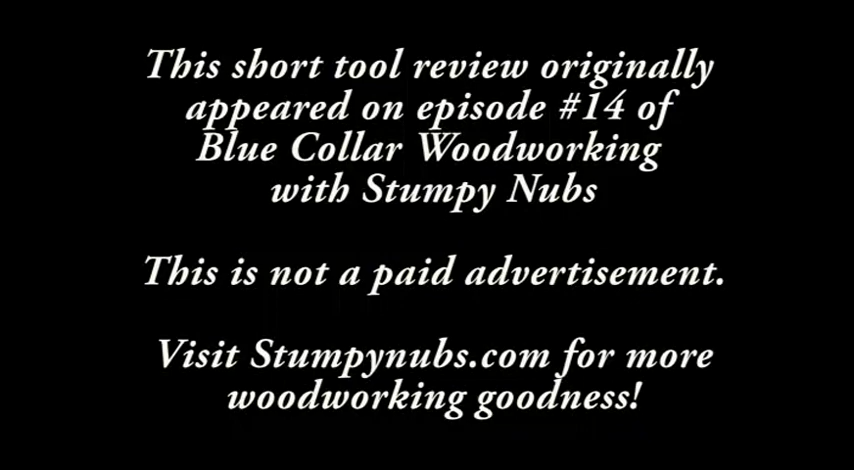 This short tool review originally
appeared on episode #14 of
Blue Collar Woodworking
with Stumpy Nubs
This is not a paid advertisement.
Visit Stumpynubs.com for more
woodworking goodness!